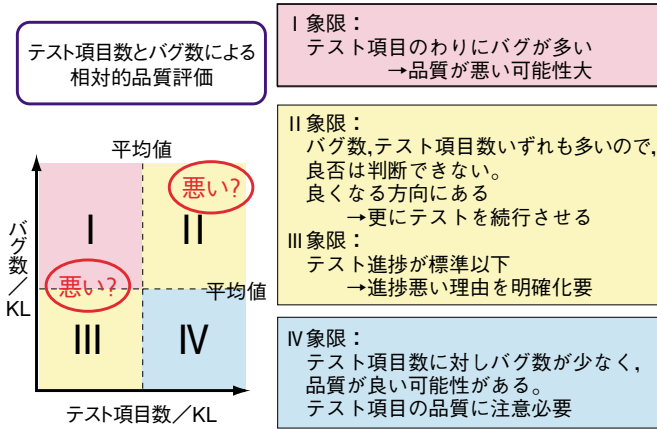 テスト項目数とバグ数による
相対的品質評価
平均値
バグ数／KL
Ⅰ
Ⅱ
悪い?
悪い?
平均値
Ⅲ
Ⅳ
テスト項目数／KL
Ⅰ象限：
テスト項目のわりにバグが多い
→品質が悪い可能性大
Ⅱ象限：
バグ数,テスト項目数いずれも多いので,
良否は判断できない。
良くなる方向にある
→更にテストを続行させる
Ⅲ象限：
テスト進捗が標準以下
→進捗悪い理由を明確化要
Ⅳ象限：
テスト項目数に対しバグ数が少なく,
品質が良い可能性がある。
テスト項目の品質に注意必要